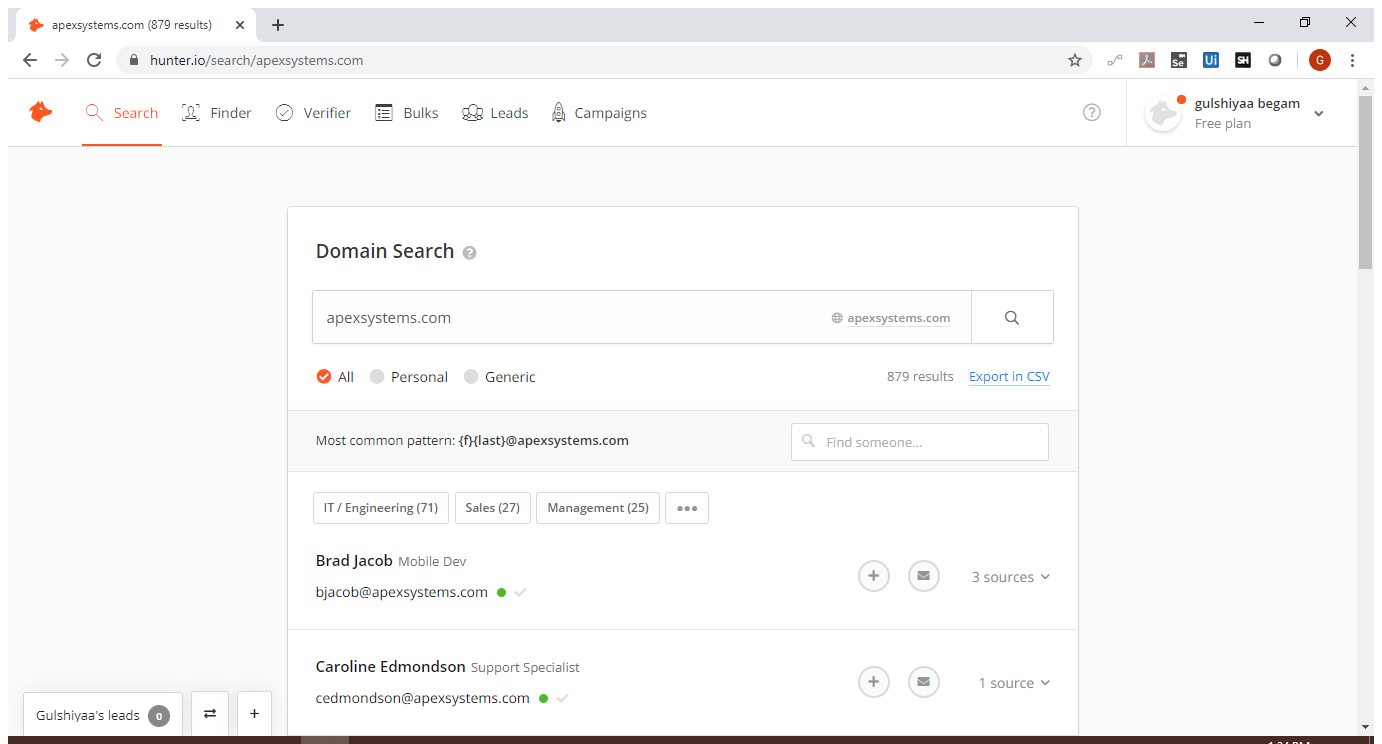 apexsystems.com (879 results)
hunter.io/search/apexsystems.com
Se
Ui
SH
G
Search
Finder
Verifier
Bulks
Leads
Campaigns
?
gulshiyaa begam
Free plan
Domain Search ?
apexsystems.com
apexsystems.com
All
Personal
Generic
879 results
Export in CSV
Most common pattern: {f}{last}@apexsystems.com
Find someone...
IT / Engineering (71)
Sales (27)
Management (25)
Brad Jacob Mobile Dev
bjacob@apexsystems.com
3 sources
Caroline Edmondson Support Specialist
cedmondson@apexsystems.com
1 source
Gulshiyaa's leads 0